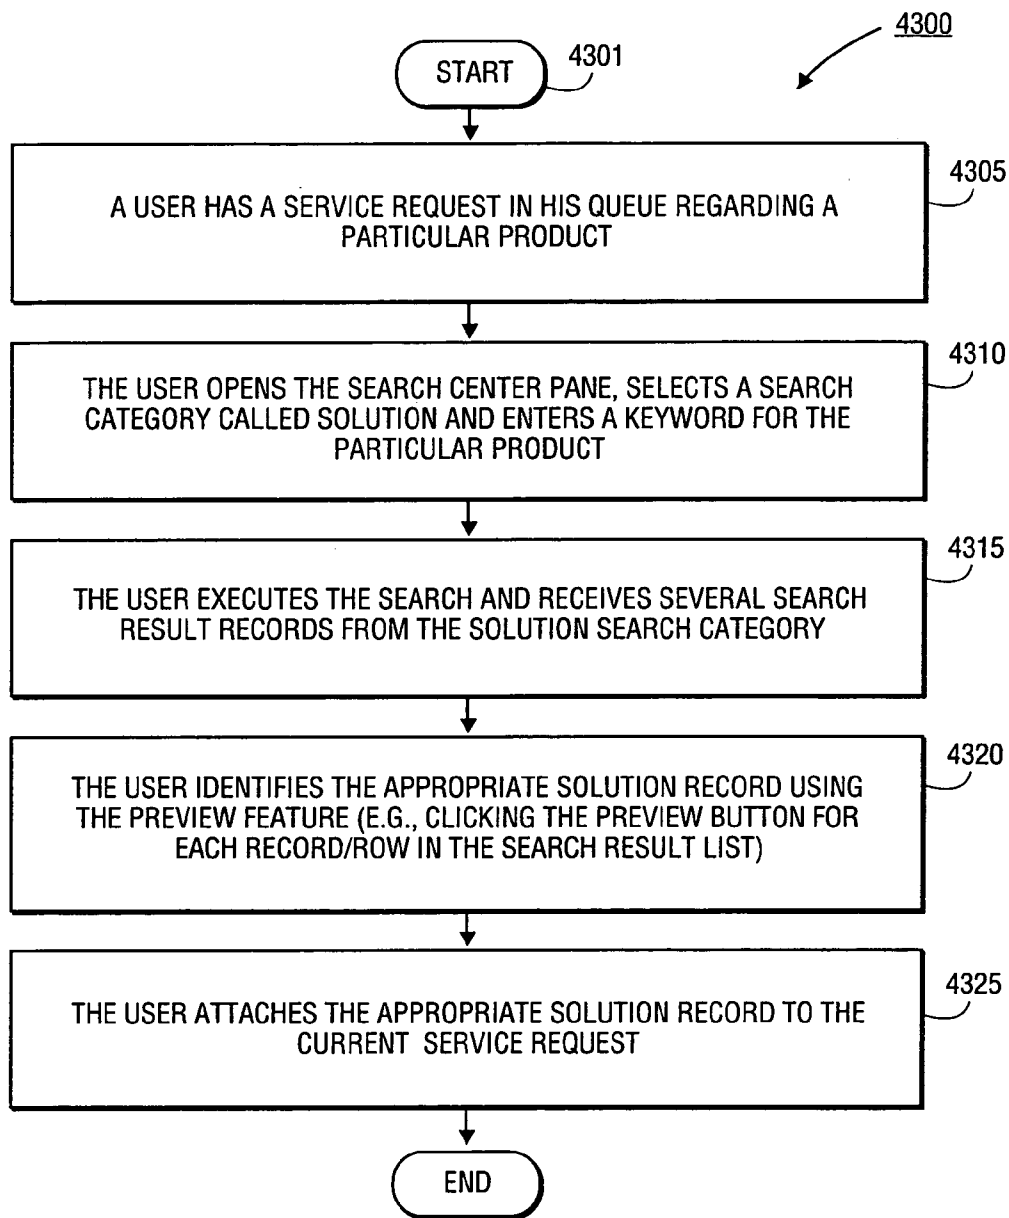 4300
START
4301
4305
A USER HAS A SERVICE REQUEST IN HIS QUEUE REGARDING A
PARTICULAR PRODUCT
4310
THE USER OPENS THE SEARCH CENTER PANE, SELECTS A SEARCH
CATEGORY CALLED SOLUTION AND ENTERS A KEYWORD FOR THE
PARTICULAR PRODUCT
4315
THE USER EXECUTES THE SEARCH AND RECEIVES SEVERAL SEARCH
RESULT RECORDS FROM THE SOLUTION SEARCH CATEGORY
4320
THE USER IDENTIFIES THE APPROPRIATE SOLUTION RECORD USING
THE PREVIEW FEATURE (E.G., CLICKING THE PREVIEW BUTTON FOR
EACH RECORD/ROW IN THE SEARCH RESULT LIST)
4325
THE USER ATTACHES THE APPROPRIATE SOLUTION RECORD TO THE
CURRENT SERVICE REQUEST
END